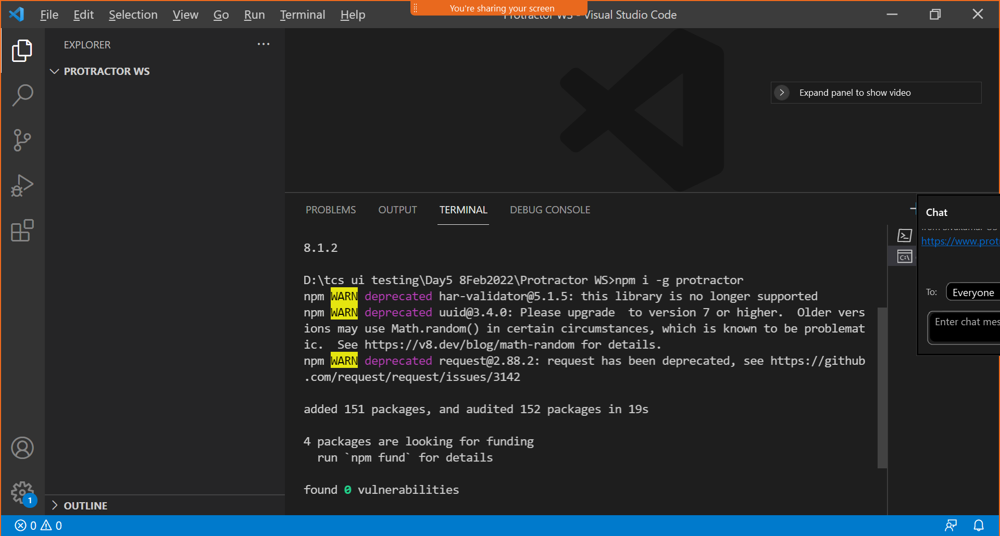 You're sharing your screen
File Edit Selection View Go Run Terminal Help
Visual Studio Code
EXPLORER
PROTRACTOR WS
Expand panel to show video
PROBLEMS OUTPUT TERMINAL DEBUG CONSOLE
8.1.2
D:\tcs ui testing\Day5 8Feb2022\Protractor WS>npm i -g protractor
npm WARN deprecated har-validator@5.1.5: this library is no longer supported
npm WARN deprecated uuid@3.4.0: Please upgrade  to version 7 or higher.  Older vers
ions may use Math.random() in certain circumstances, which is known to be problemat
ic.  See https://v8.dev/blog/math-random for details.
npm WARN deprecated request@2.88.2: request has been deprecated, see https://github
.com/request/request/issues/3142
added 151 packages, and audited 152 packages in 19s
4 packages are looking for funding
run `npm fund` for details
found 0 vulnerabilities
C:\
Chat
https://www.prot
To: Everyone
Enter chat mes
1
OUTLINE
0 0